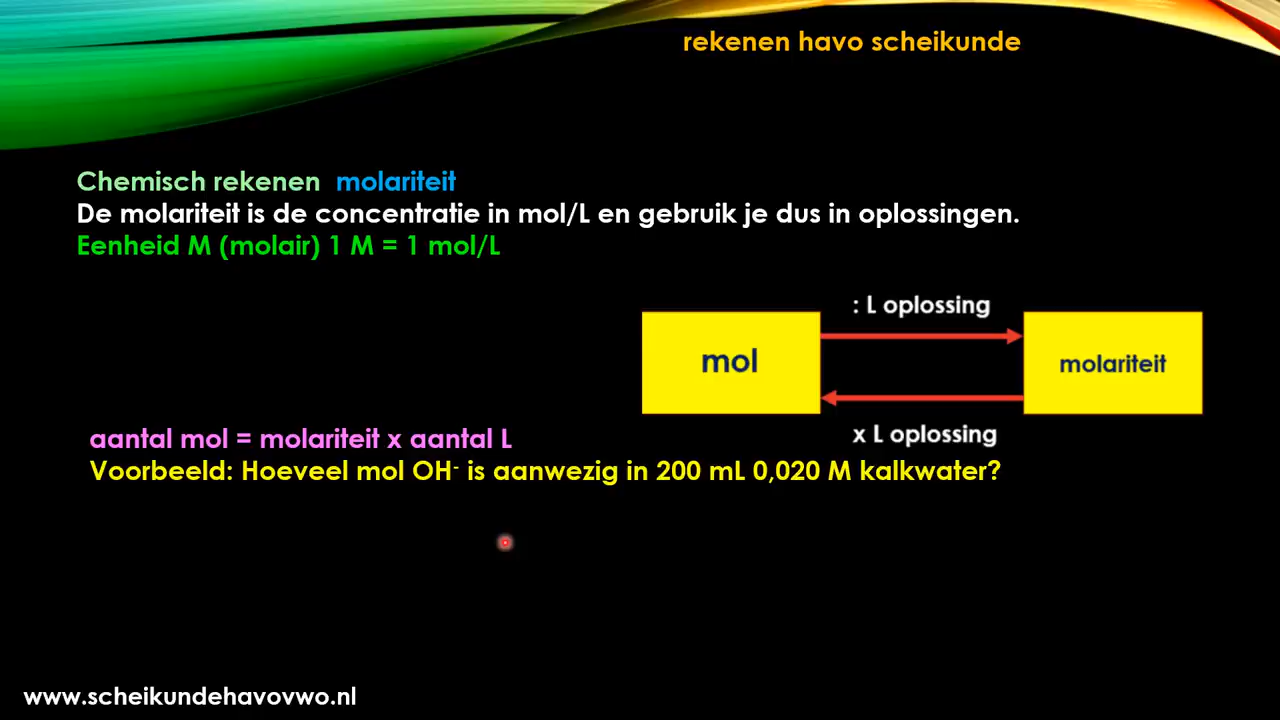 rekenen havo scheikunde
Chemisch rekenen molariteit
De molariteit is de concentratie in mol/L en gebruik je dus in oplossingen.
Eenheid M (molair) 1 M = 1 mol/L
: L oplossing
mol
molariteit
x L oplossing
aantal mol = molariteit x aantal L
Voorbeeld: Hoeveel mol OH⁻ is aanwezig in 200 mL 0,020 M kalkwater?
www.scheikundehavovwo.nl